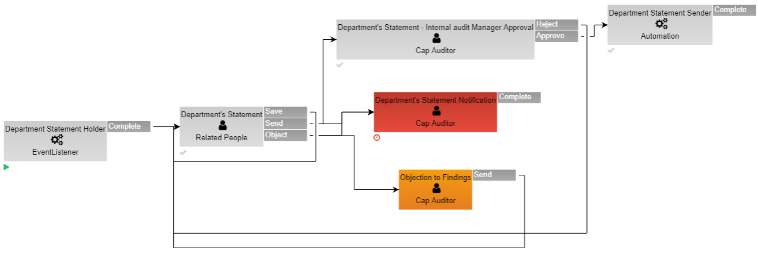 Department Statement Sender
Complete
Automation
Department's Statement - Internal audit Manager Approval
Reject
Approve
Cap Auditor
Department's Statement Notification
Complete
Cap Auditor
Department's Statement
Save
Send
Object
Related People
Department Statement Holder
Complete
EventListener
Objection to Findings
Send
Cap Auditor